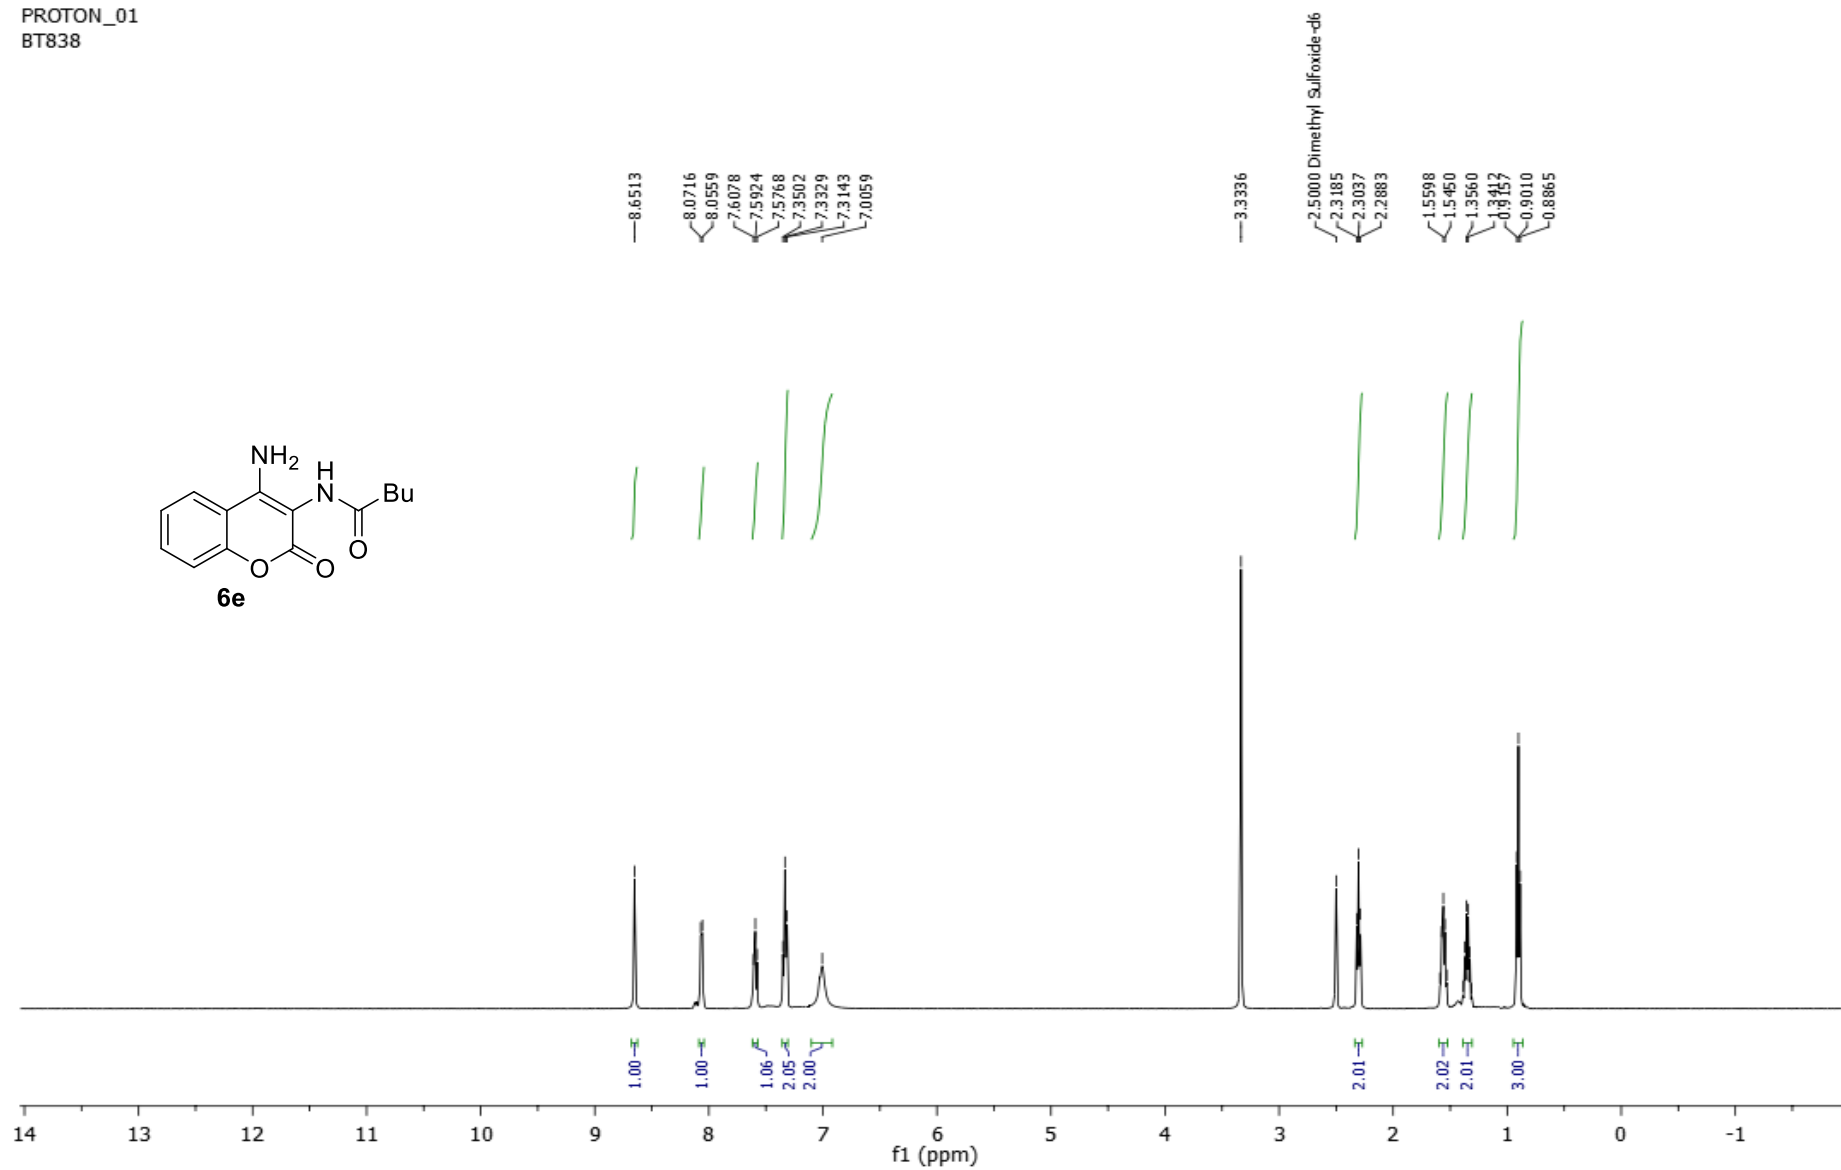 PROTON_01
BT838
8.6513
8.0716
8.0559
7.6078
7.5924
7.5768
7.3502
7.3329
7.3143
7.0059
3.3336
2.5000 Dimethyl Sulfoxide-d6
2.3185
2.3037
2.2883
1.5598
1.5450
1.3560
1.3412
0.9157
0.9010
0.8865
NH2
H
N
Bu
O
O
O
6e
1.00
1.00
1.06
2.05
2.00
2.01
2.02
2.01
3.00
14 13 12 11 10 9 8 7 6 5 4 3 2 1 0 -1
f1 (ppm)